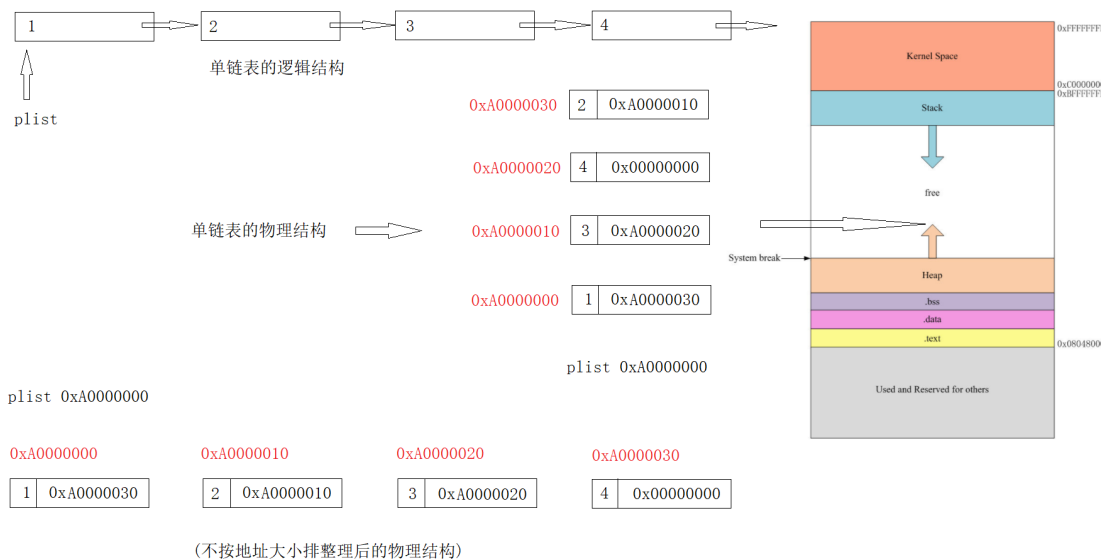 1
2
3
4
单链表的逻辑结构
plist
0xA0000030 2 0xA0000010
0xA0000020 4 0x00000000
单链表的物理结构
0xA0000010 3 0xA0000020
0xA0000000 1 0xA0000030
plist 0xA0000000
Kernel Space
Stack
free
System break
Heap
.bss
.data
.text
Used and Reserved for others
plist 0xA0000000
0xA0000000 0xA0000010 0xA0000020 0xA0000030
1 0xA0000030 2 0xA0000010 3 0xA0000020 4 0x00000000
(不按地址大小排整理后的物理结构)